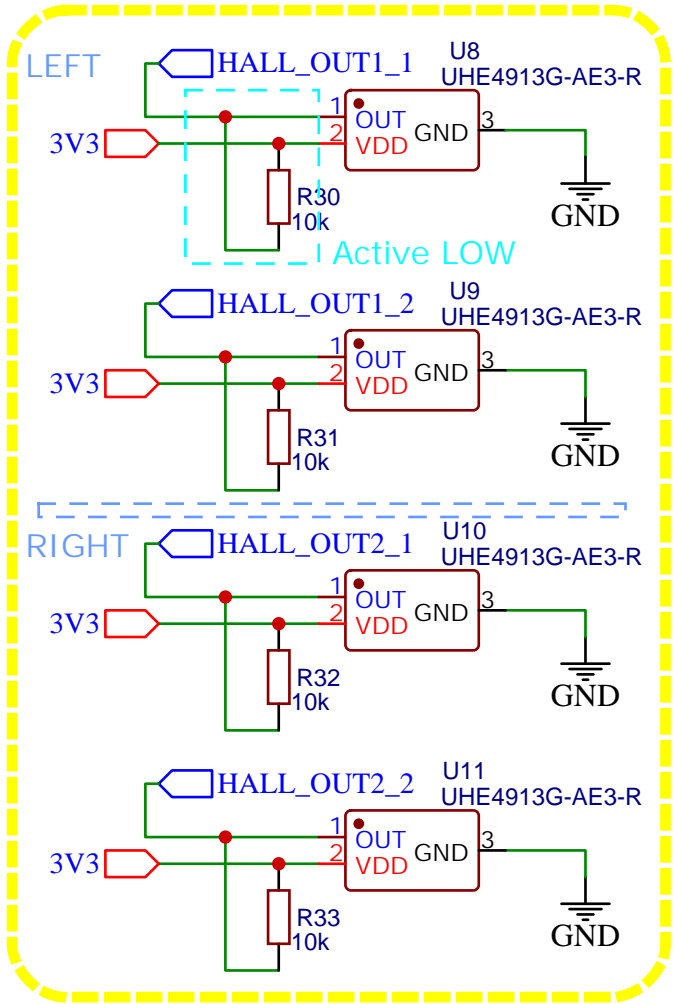 LEFT
HALL_OUT1_1
U8
UHE4913G-AE3-R
3V3
1
OUT
2
VDD
GND
3
R30
10k
GND
Active LOW
HALL_OUT1_2
U9
UHE4913G-AE3-R
3V3
1
OUT
2
VDD
GND
3
R31
10k
GND
RIGHT
HALL_OUT2_1
U10
UHE4913G-AE3-R
3V3
1
OUT
2
VDD
GND
3
R32
10k
GND
HALL_OUT2_2
U11
UHE4913G-AE3-R
3V3
1
OUT
2
VDD
GND
3
R33
10k
GND